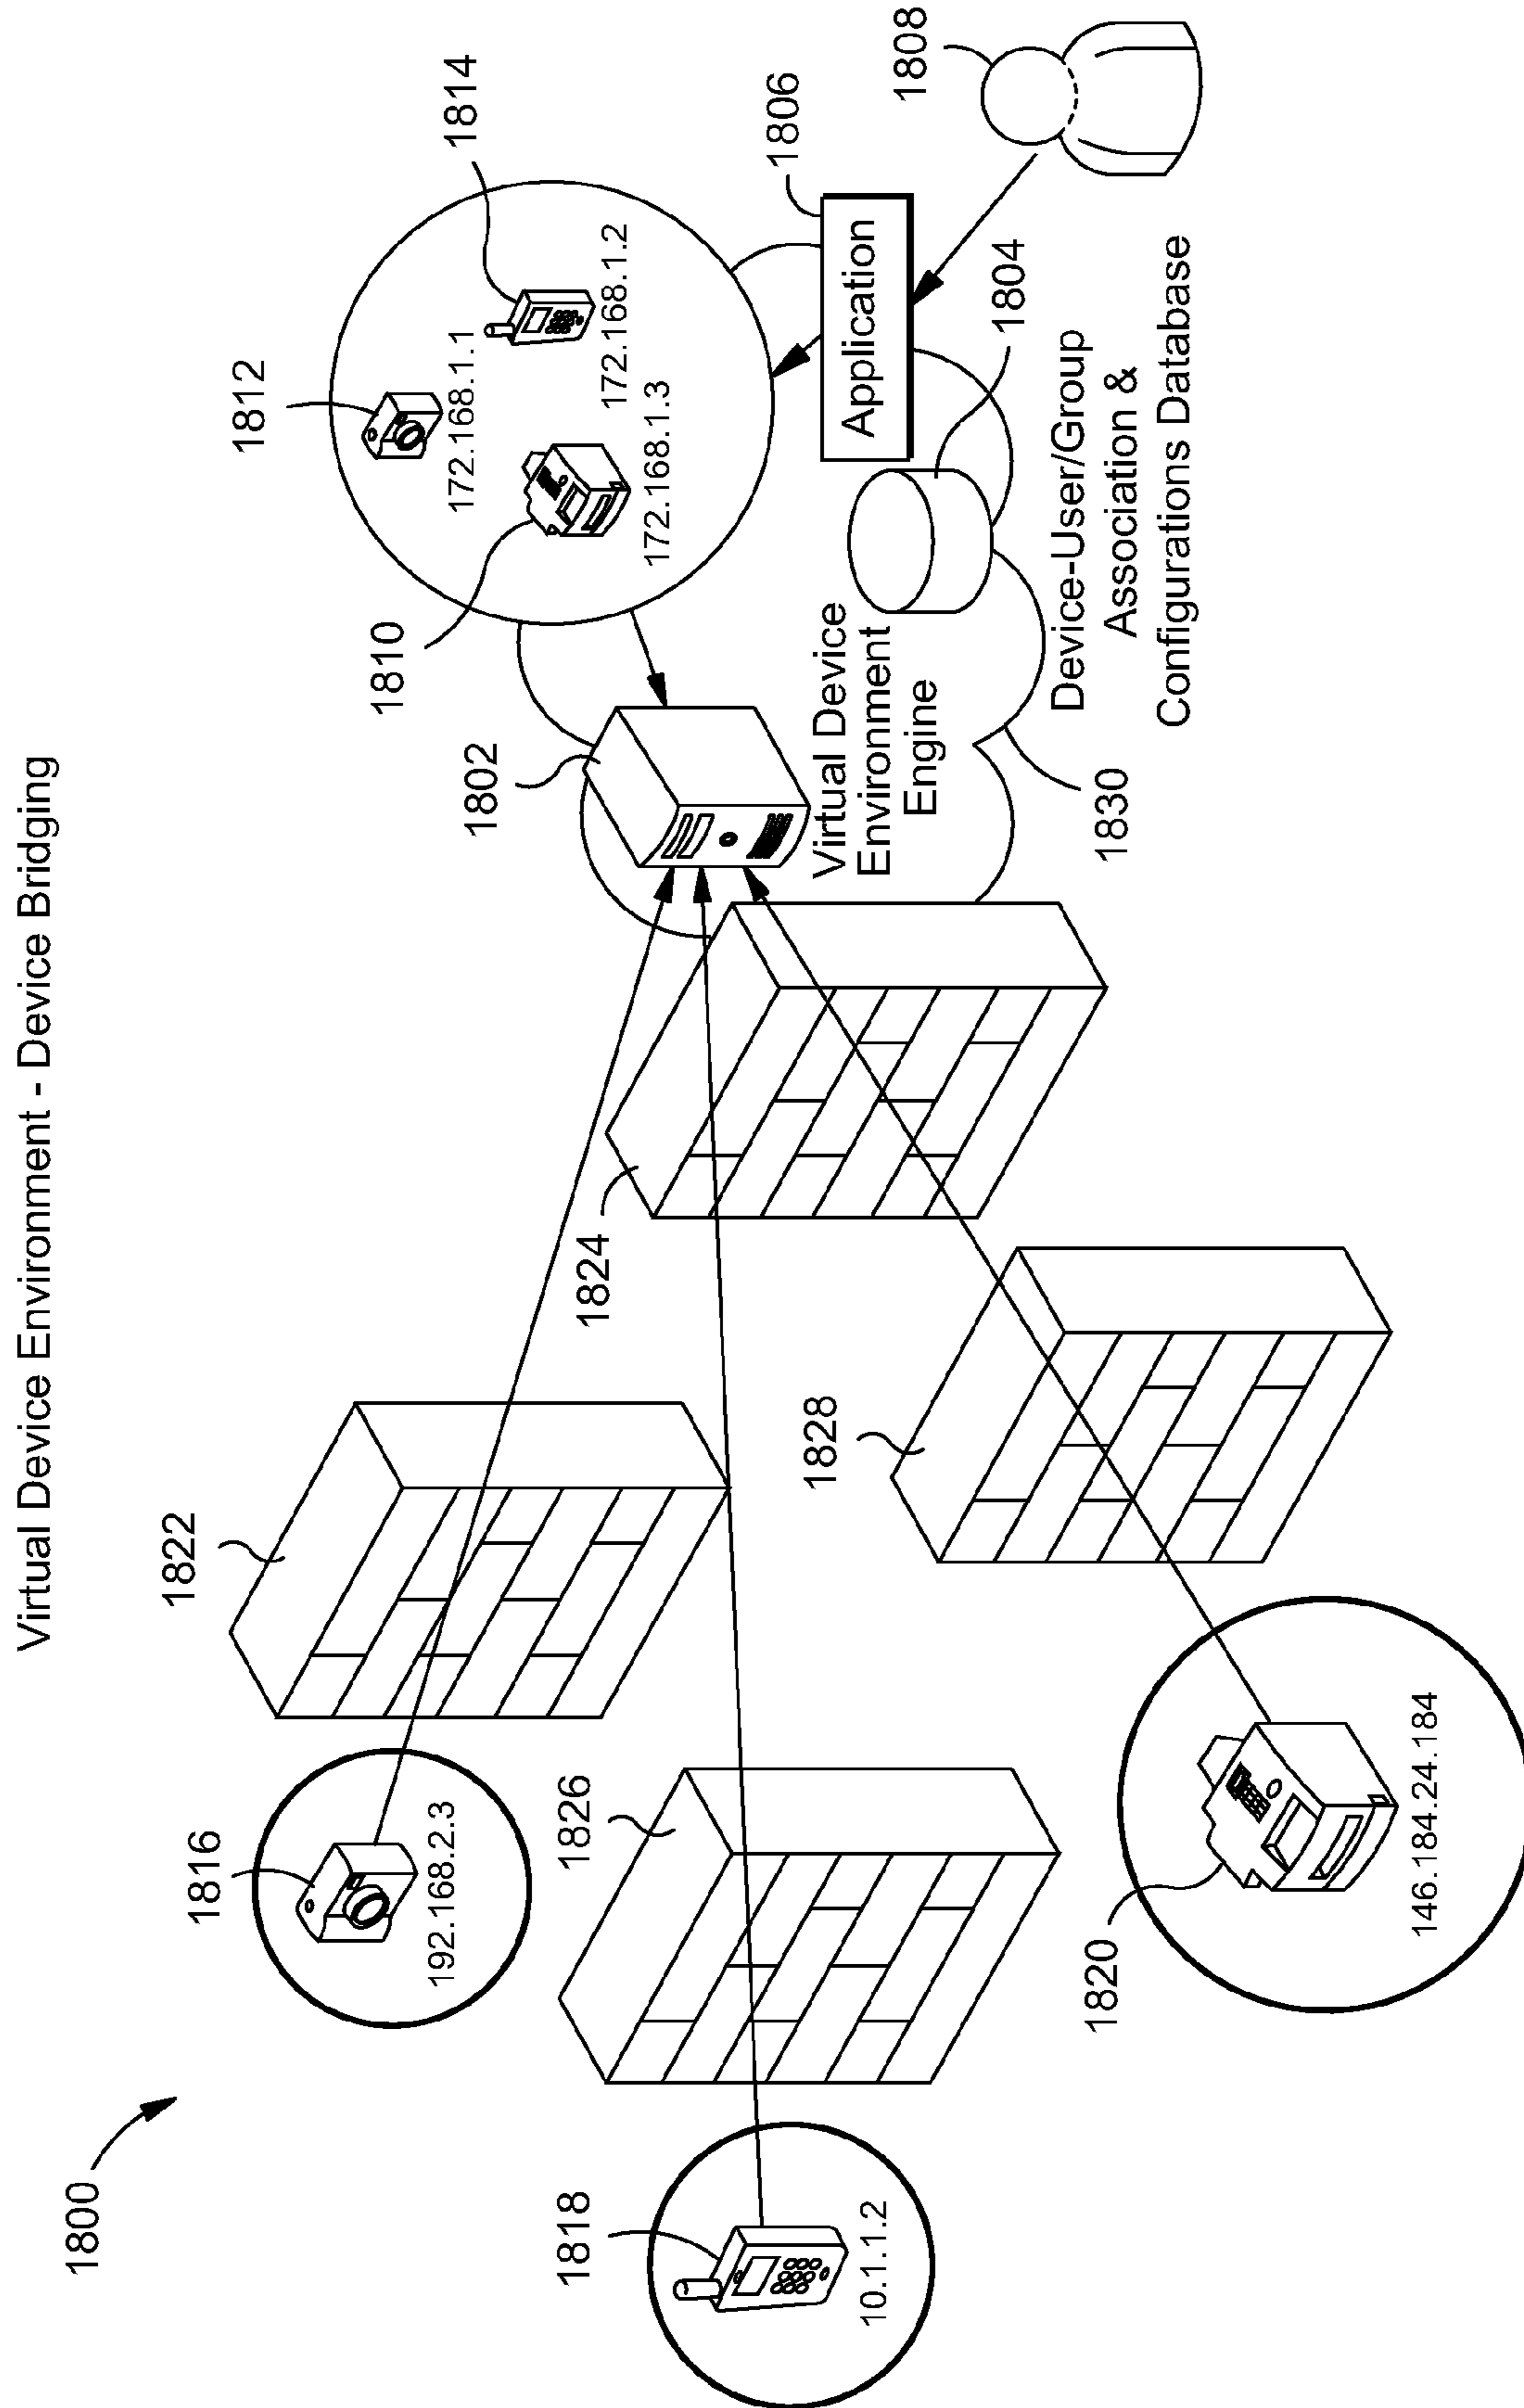 Virtual Device Environment - Device Bridging
1800
1812
1814
172.168.1.1
172.168.1.2
172.168.1.3
1810
1806
Application
1808
1804
1802
Virtual Device
Environment
Engine
Device-User/Group
Association &
Configurations Database
1830
1824
1822
1816
192.168.2.3
1828
1826
1818
10.1.1.2
1820
146.184.24.184